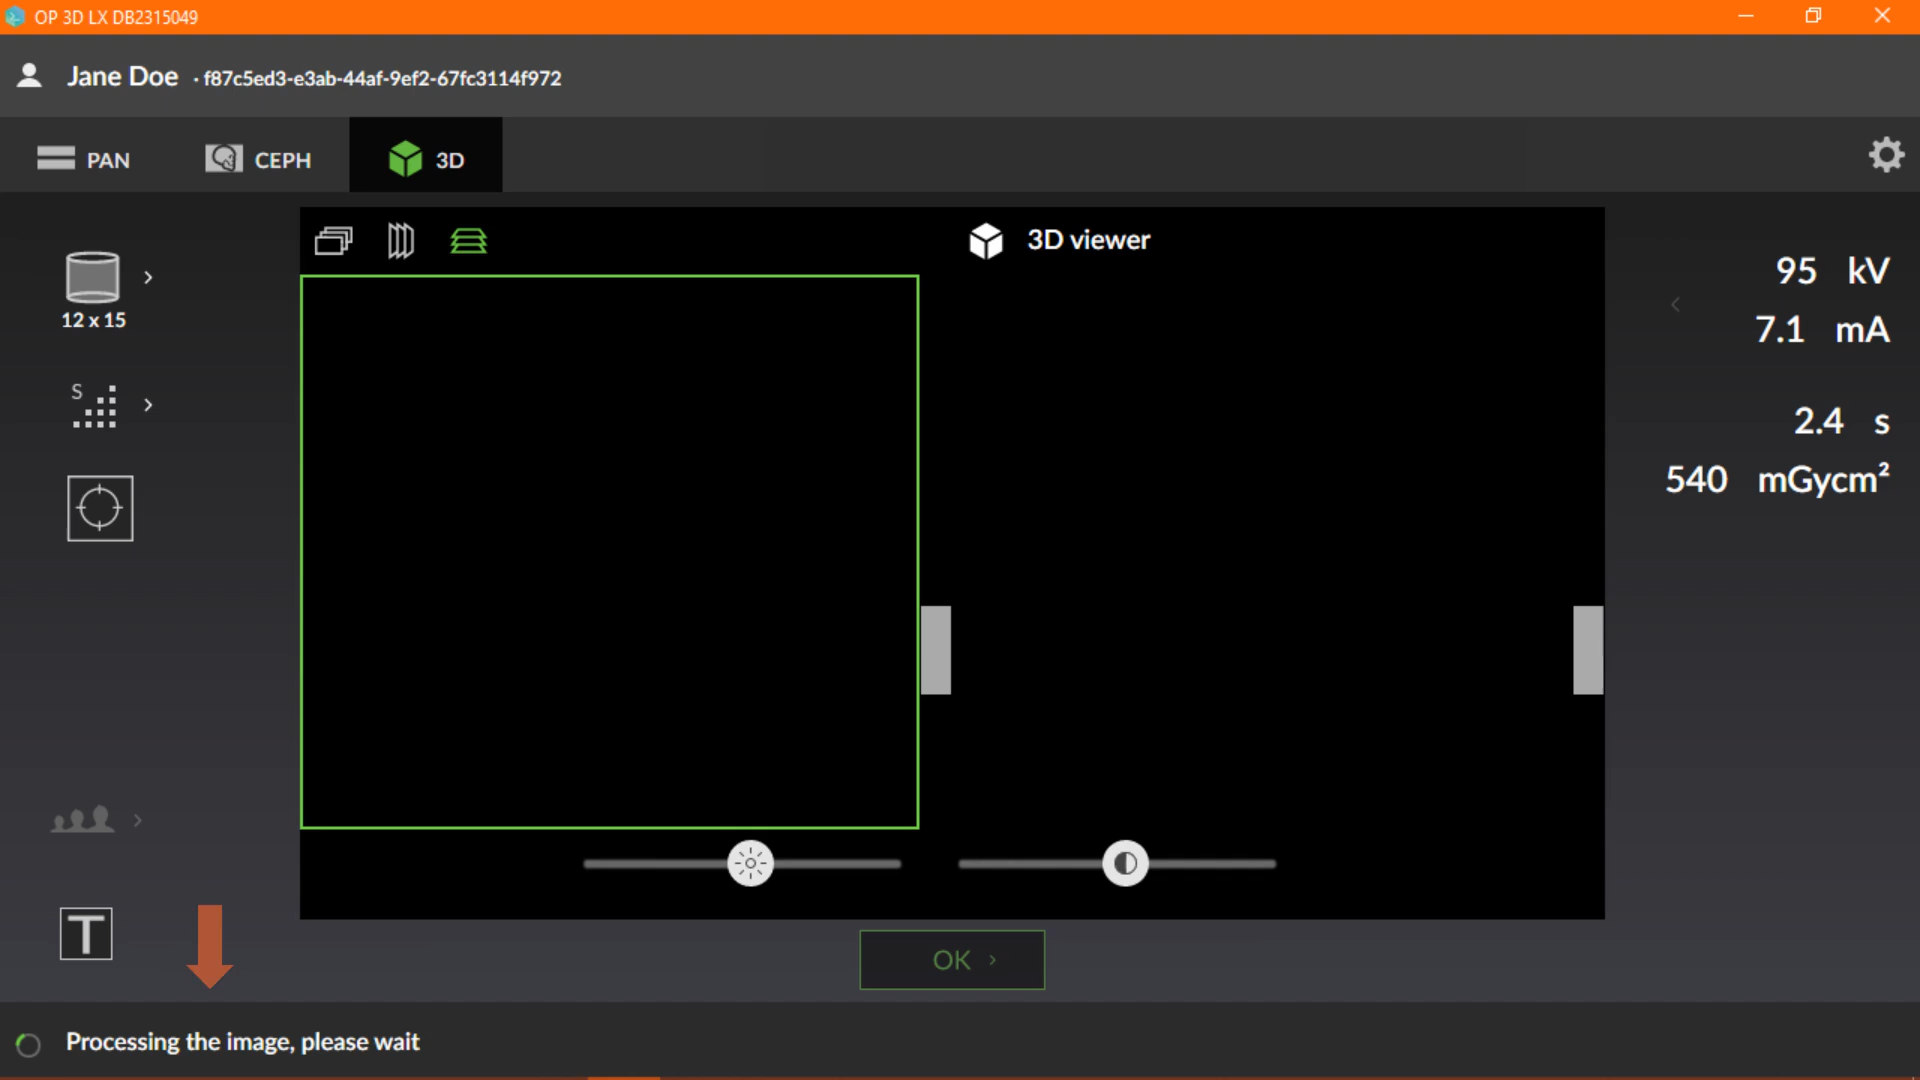 OP 3D LX DB2315049
Jane Doe · f87c5ed3-e3ab-44af-9ef2-67fc3114f972
PAN
CEPH
3D
3D viewer
12 x 15
S
T
95 kV
7.1 mA
2.4 s
540 mGycm²
OK
Processing the image, please wait